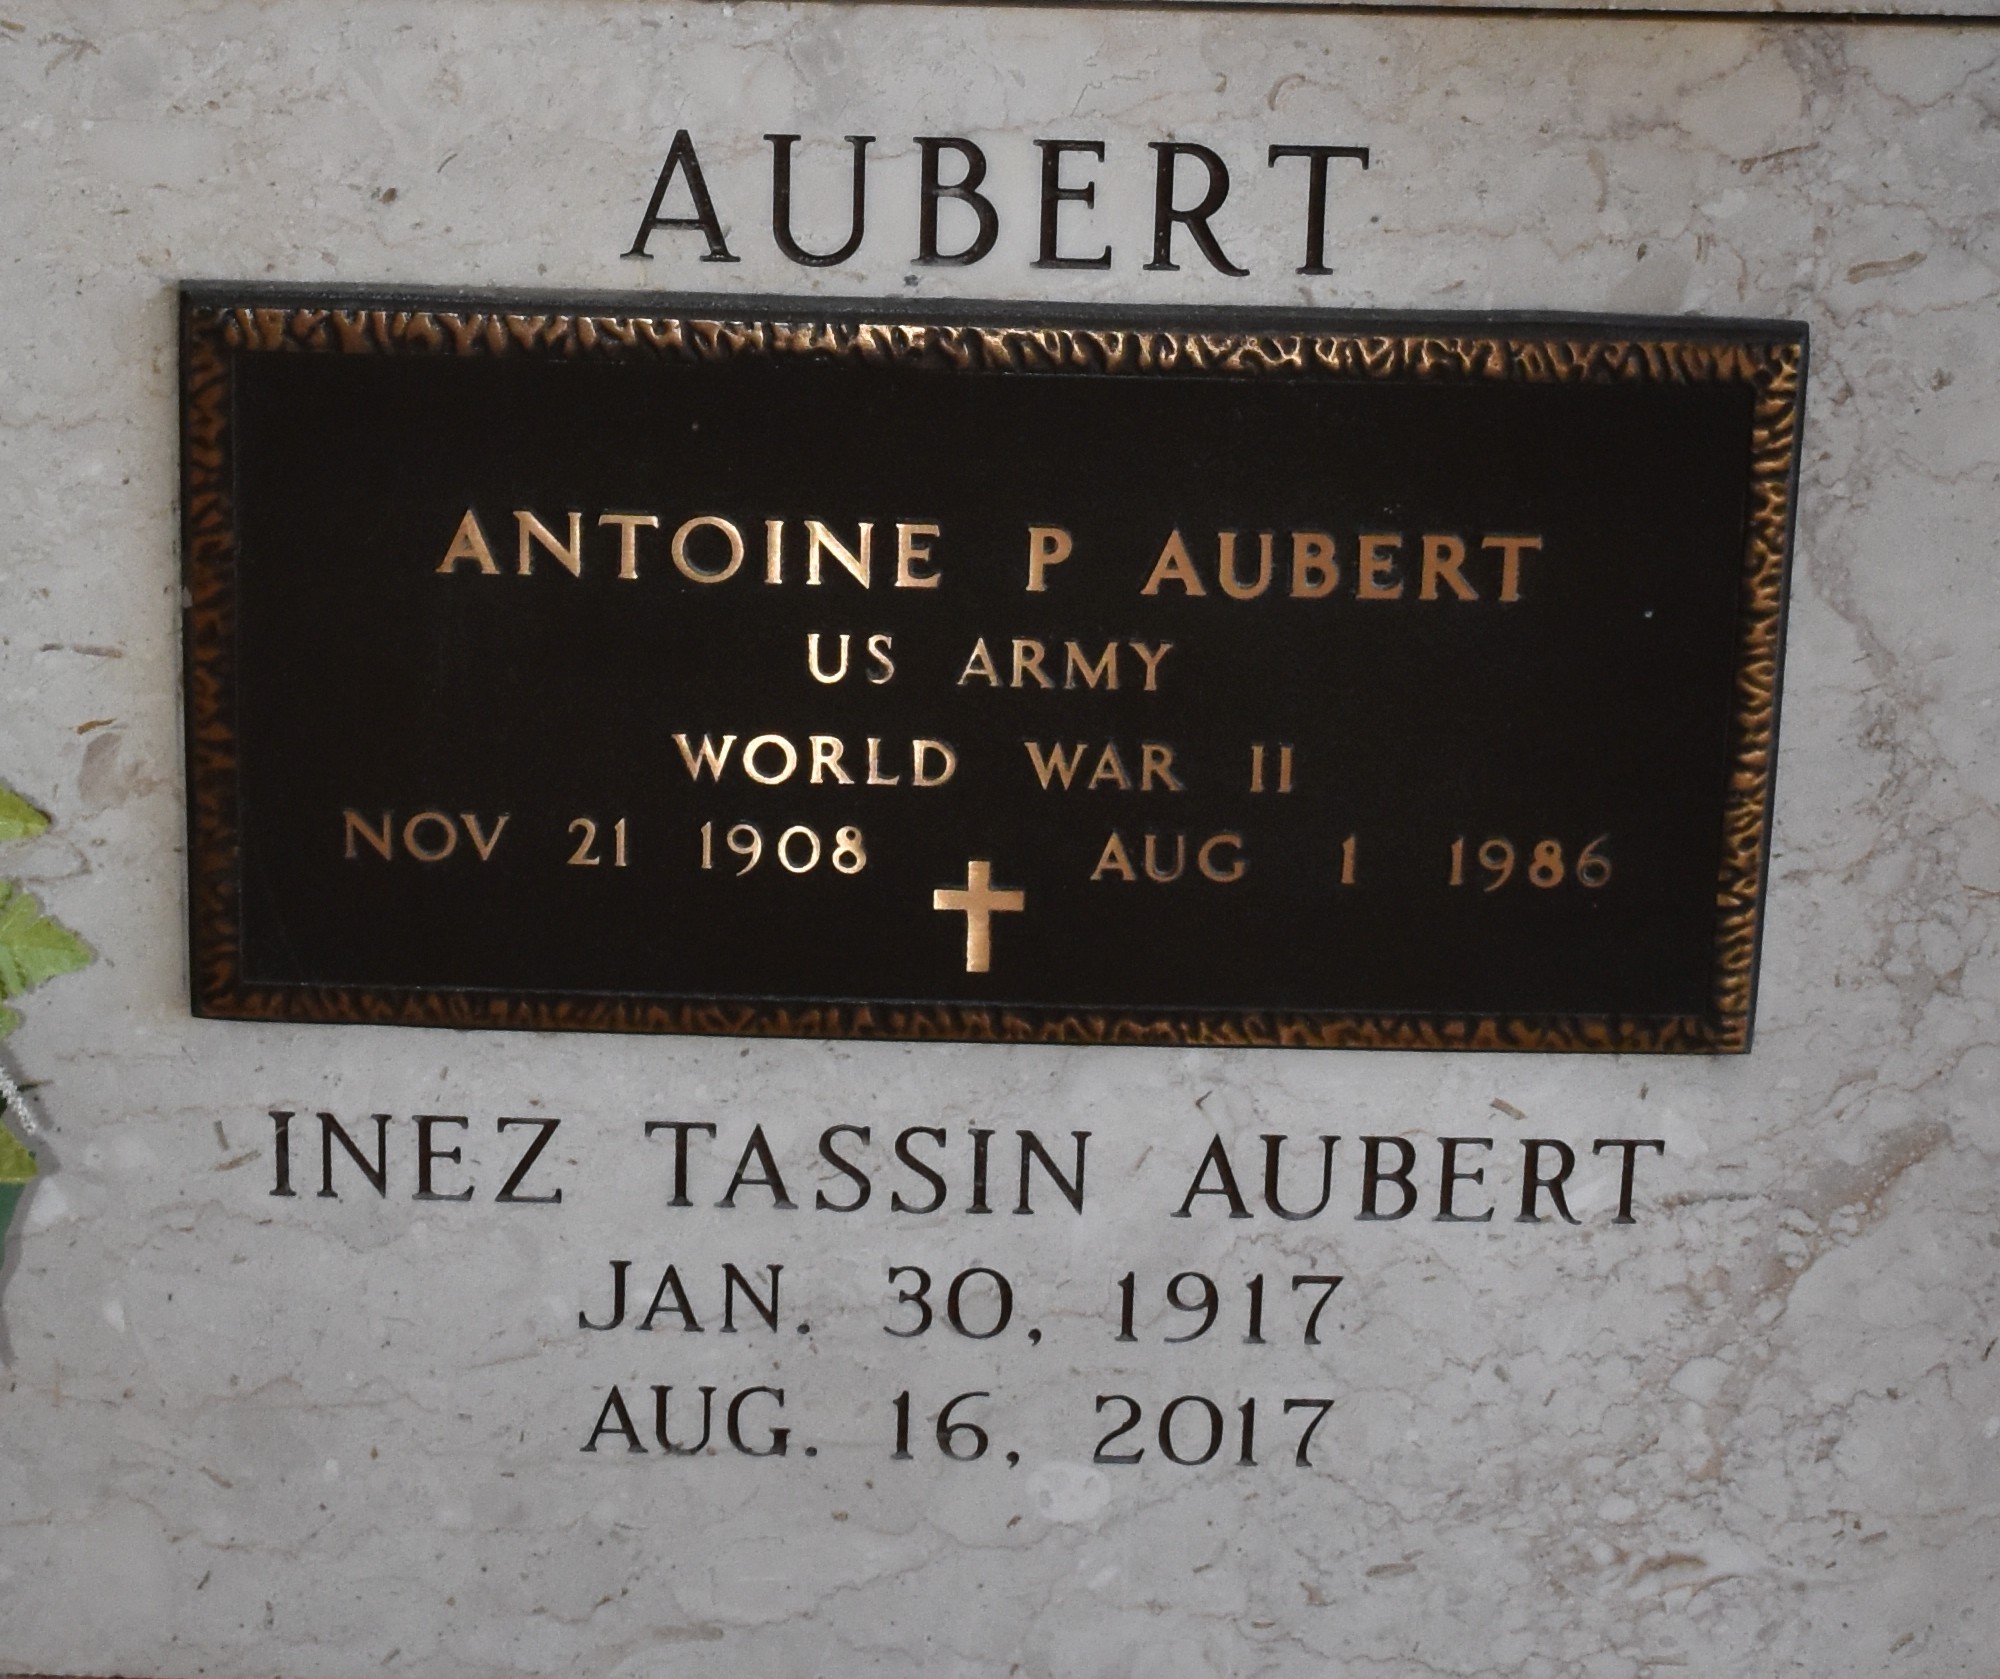 AUBERT
ANTOINE P AUBERT
US ARMY
WORLD WAR II
NOV 21 1908 AUG 1 1986
INEZ TASSIN AUBERT
JAN. 30, 1917
AUG. 16, 2017